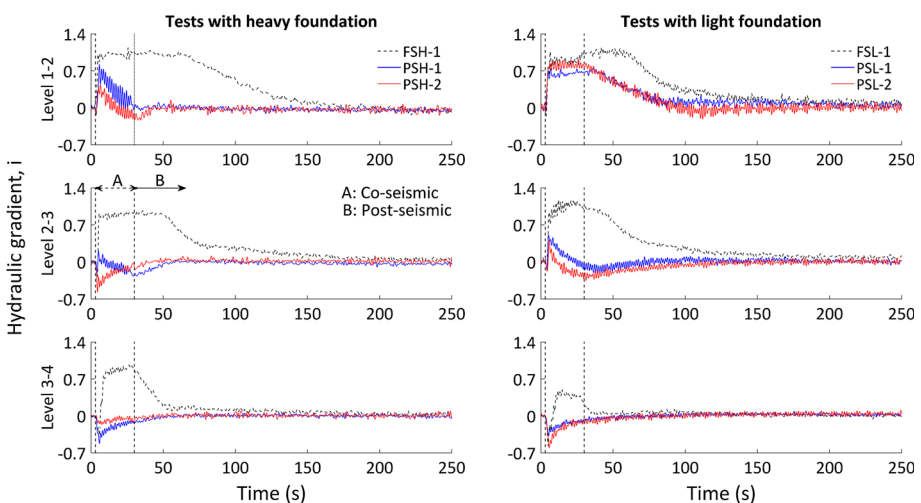 Tests with heavy foundation
Tests with light foundation
Hydraulic gradient, i
Level 1-2
1.4
0.7
0
-0.7
FSH-1
PSH-1
PSH-2
0 50 100 150 200 250
1.4
0.7
0
-0.7
FSL-1
PSL-1
PSL-2
0 50 100 150 200 250
Level 2-3
1.4
0.7
0
-0.7
A B
A: Co-seismic
B: Post-seismic
0 50 100 150 200 250
1.4
0.7
0
-0.7
0 50 100 150 200 250
Level 3-4
1.4
0.7
0
-0.7
0 50 100 150 200 250
Time (s)
1.4
0.7
0
-0.7
0 50 100 150 200 250
Time (s)